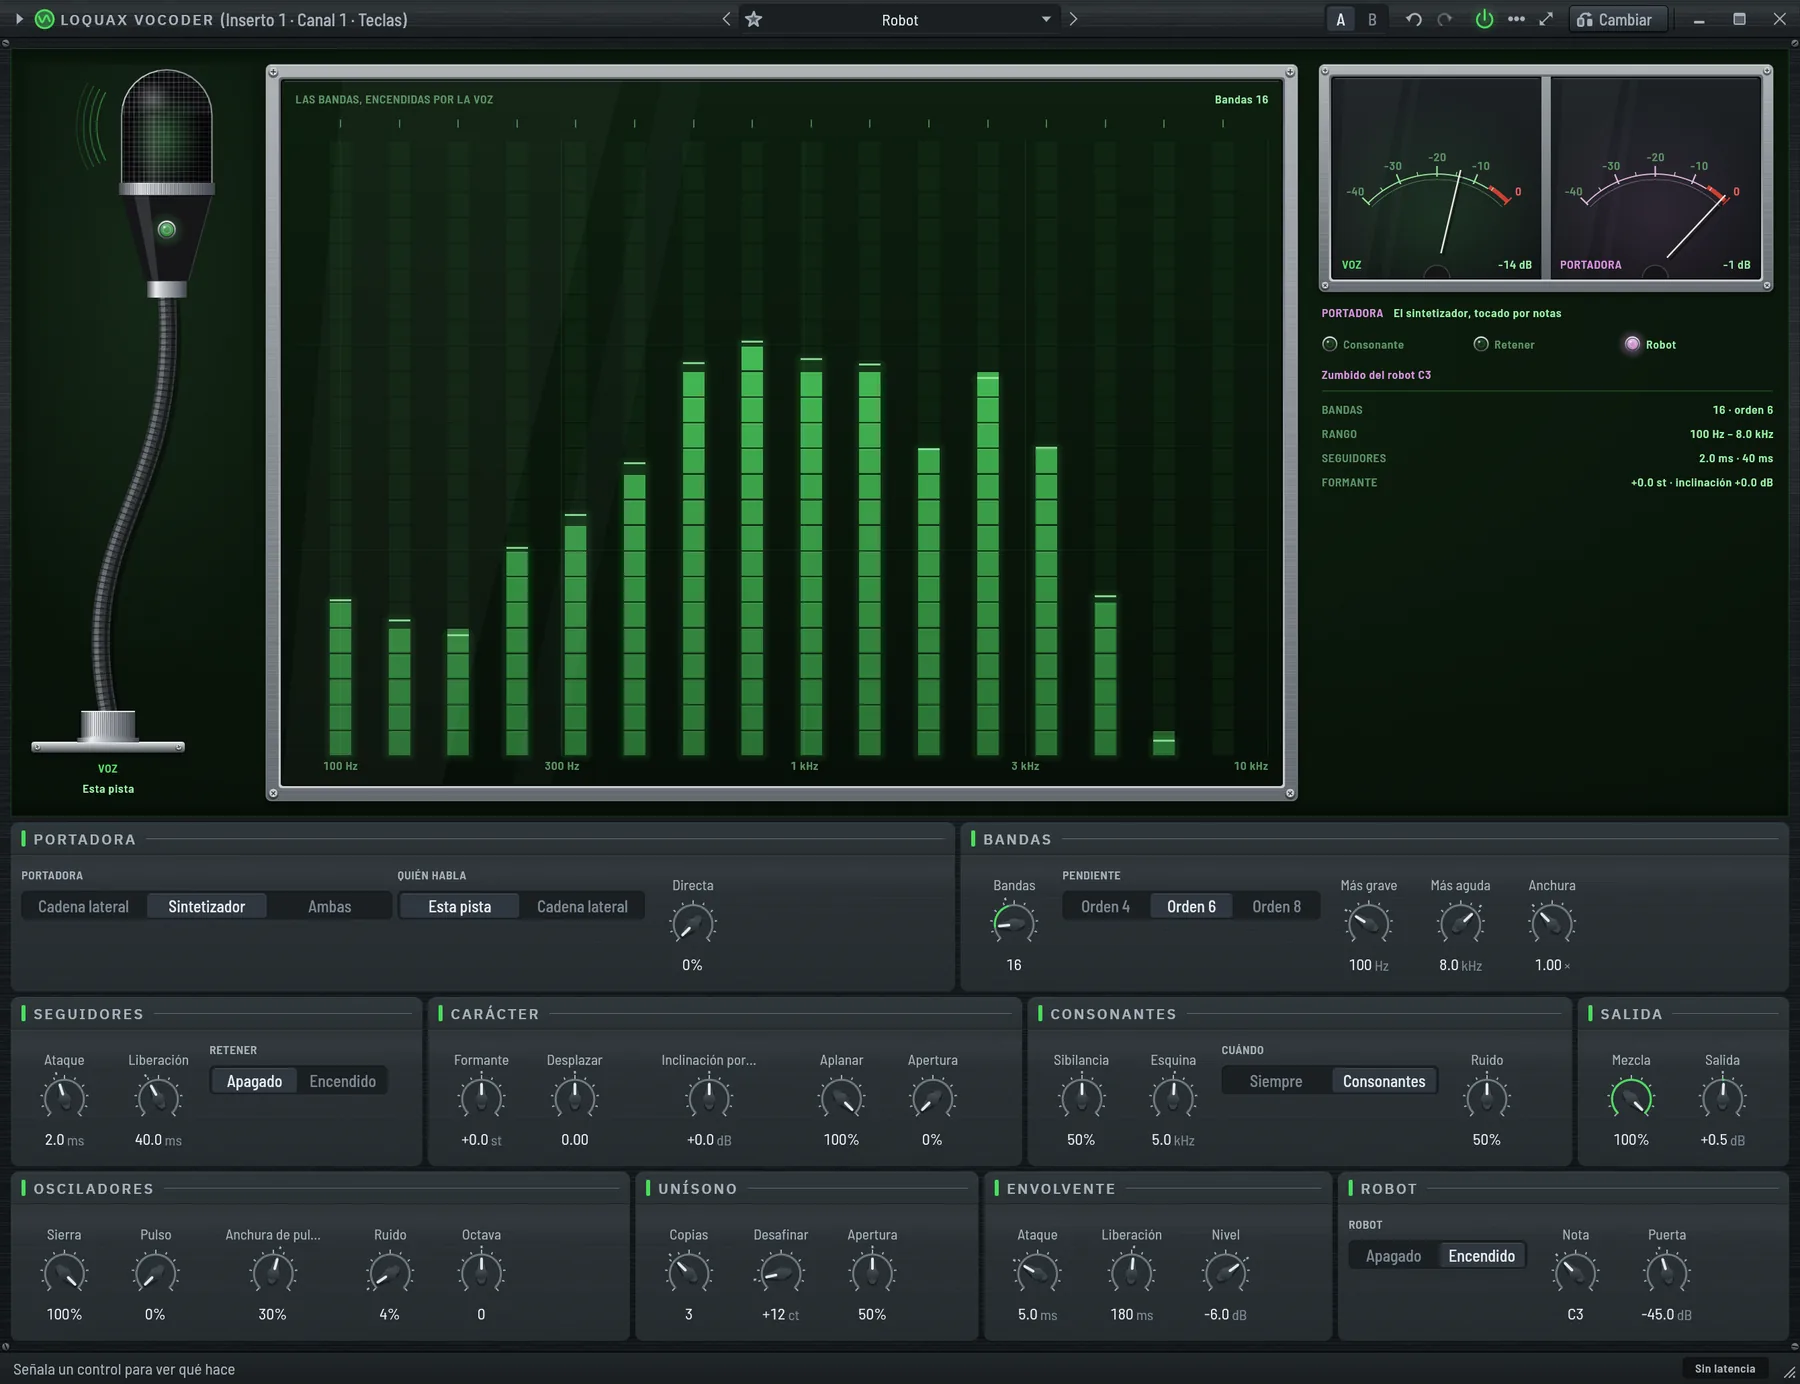 LOQUAX VOCODER (Inserto 1 · Canal 1 · Teclas)
Robot
A B
Cambiar
LAS BANDAS, ENCENDIDAS POR LA VOZ
Bandas 16
100 Hz 300 Hz 1 kHz 3 kHz 10 kHz
VOZ
Esta pista
-40 -30 -20 -10 0
VOZ -14 dB
-40 -30 -20 -10 0
PORTADORA -1 dB
PORTADORA El sintetizador, tocado por notas
Consonante Retener Robot
Zumbido del robot C3
BANDAS 16 · orden 6
RANGO 100 Hz – 8.0 kHz
SEGUIDORES 2.0 ms · 40 ms
FORMANTE +0.0 st · inclinación +0.0 dB
PORTADORA
PORTADORA
Cadena lateral Sintetizador Ambas
QUIÉN HABLA
Esta pista Cadena lateral
Directa
0%
BANDAS
Bandas
16
PENDIENTE
Orden 4 Orden 6 Orden 8
Más grave
100 Hz
Más aguda
8.0 kHz
Anchura
1.00 ×
SEGUIDORES
Ataque
2.0 ms
Liberación
40.0 ms
RETENER
Apagado Encendido
CARÁCTER
Formante
+0.0 st
Desplazar
0.00
Inclinación por...
+0.0 dB
Aplanar
100%
Apertura
0%
CONSONANTES
Sibilancia
50%
Esquina
5.0 kHz
CUÁNDO
Siempre Consonantes
Ruido
50%
SALIDA
Mezcla
100%
Salida
+0.5 dB
OSCILADORES
Sierra
100%
Pulso
0%
Anchura de pul...
30%
Ruido
4%
Octava
0
UNÍSONO
Copias
3
Desafinar
+12 ct
Apertura
50%
ENVOLVENTE
Ataque
5.0 ms
Liberación
180 ms
Nivel
-6.0 dB
ROBOT
ROBOT
Apagado Encendido
Nota
C3
Puerta
-45.0 dB
Señala un control para ver qué hace
Sin latencia